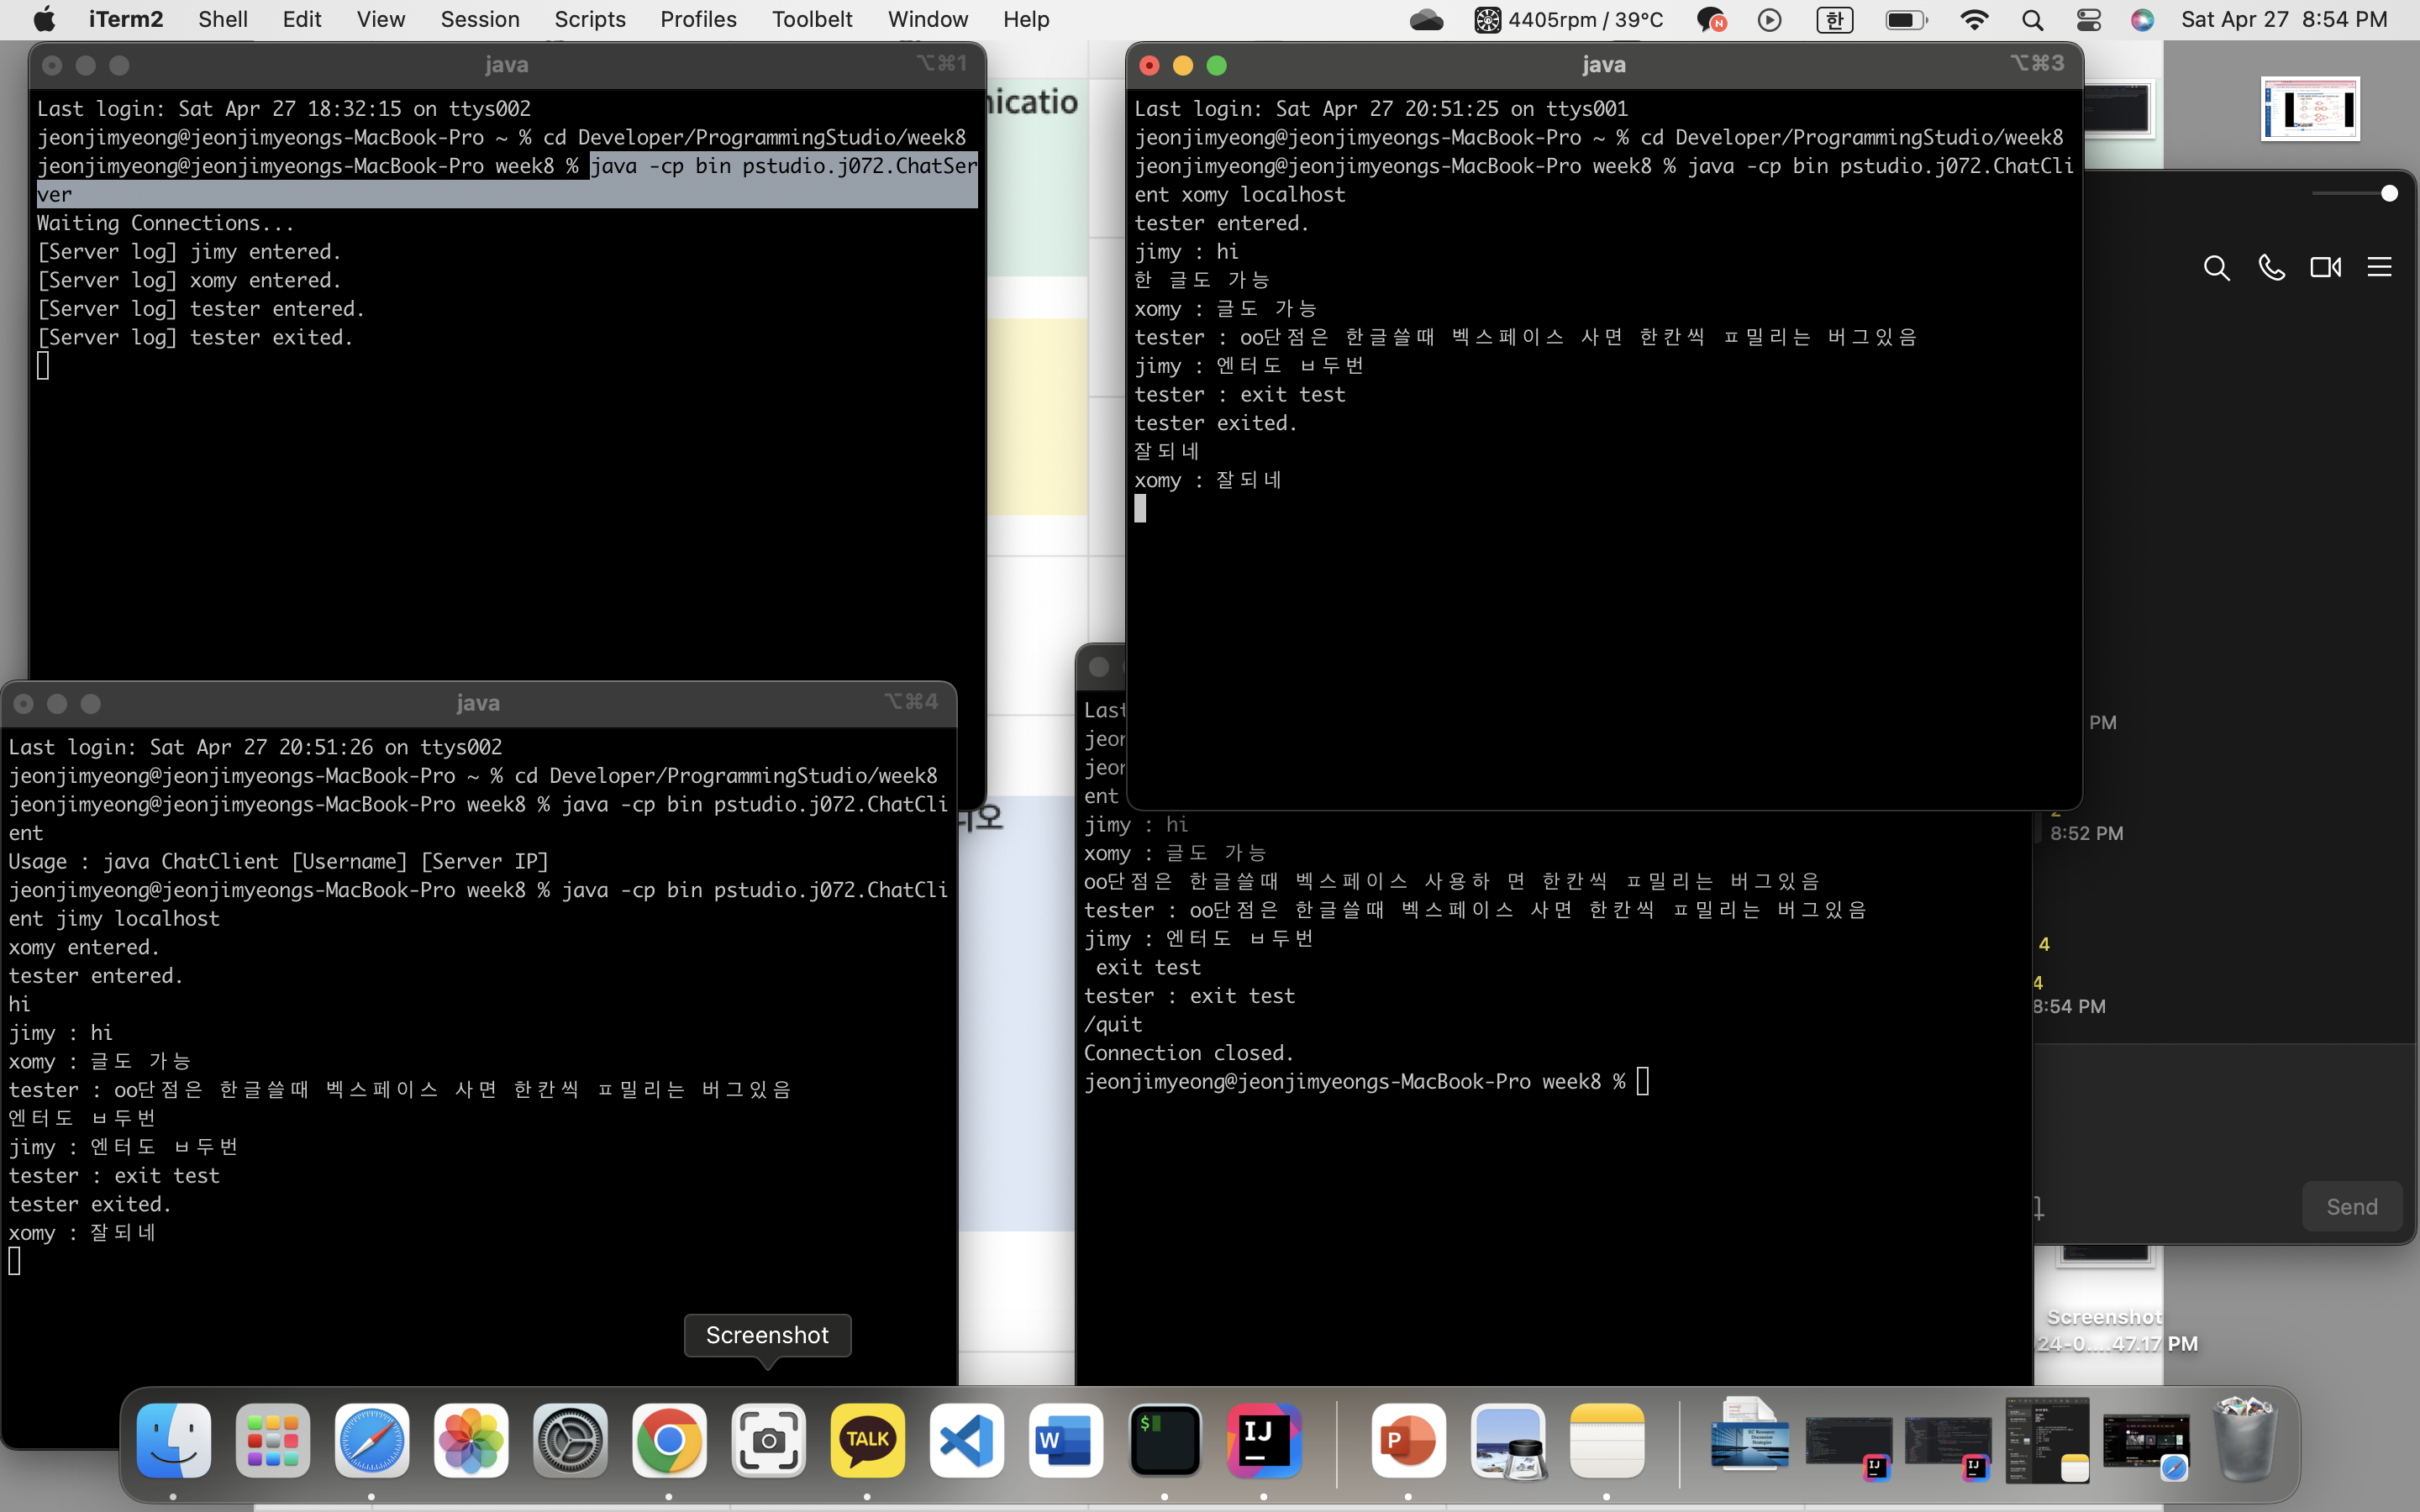 iTerm2 Shell Edit View Session Scripts Profiles Toolbelt Window Help 4405rpm / 39°C 한 Sat Apr 27 8:54 PM
java ⌥⌘1
Last login: Sat Apr 27 18:32:15 on ttys002
jeonjimyeong@jeonjimyeongs-MacBook-Pro ~ % cd Developer/ProgrammingStudio/week8
jeonjimyeong@jeonjimyeongs-MacBook-Pro week8 % java -cp bin pstudio.j072.ChatSer
ver
Waiting Connections...
[Server log] jimy entered.
[Server log] xomy entered.
[Server log] tester entered.
[Server log] tester exited.
java ⌥⌘3
Last login: Sat Apr 27 20:51:25 on ttys001
jeonjimyeong@jeonjimyeongs-MacBook-Pro ~ % cd Developer/ProgrammingStudio/week8
jeonjimyeong@jeonjimyeongs-MacBook-Pro week8 % java -cp bin pstudio.j072.ChatCli
ent xomy localhost
tester entered.
jimy : hi
한 글도 가능
xomy : 글도 가능
tester : oo단점은 한글쓸때 벡스페이스 사면 한칸씩 ㅍ밀리는 버그있음
jimy : 엔터도 ㅂ두번
tester : exit test
tester exited.
잘되네
xomy : 잘되네
java ⌥⌘4
Last login: Sat Apr 27 20:51:26 on ttys002
jeonjimyeong@jeonjimyeongs-MacBook-Pro ~ % cd Developer/ProgrammingStudio/week8
jeonjimyeong@jeonjimyeongs-MacBook-Pro week8 % java -cp bin pstudio.j072.ChatCli
ent
Usage : java ChatClient [Username] [Server IP]
jeonjimyeong@jeonjimyeongs-MacBook-Pro week8 % java -cp bin pstudio.j072.ChatCli
ent jimy localhost
xomy entered.
tester entered.
hi
jimy : hi
xomy : 글도 가능
tester : oo단점은 한글쓸때 벡스페이스 사면 한칸씩 ㅍ밀리는 버그있음
엔터도 ㅂ두번
jimy : 엔터도 ㅂ두번
tester : exit test
tester exited.
xomy : 잘되네
Last
jeon
jeon
ent
jimy : hi
xomy : 글도 가능
oo단점은 한글쓸때 벡스페이스 사용하 면 한칸씩 ㅍ밀리는 버그있음
tester : oo단점은 한글쓸때 벡스페이스 사면 한칸씩 ㅍ밀리는 버그있음
jimy : 엔터도 ㅂ두번
exit test
tester : exit test
/quit
Connection closed.
jeonjimyeong@jeonjimyeongs-MacBook-Pro week8 %
nicatio
PM
8:52 PM
4
4
8:54 PM
Send
Screenshot
24-0....47.17 PM
Screenshot
TALK
W
$
IJ
P